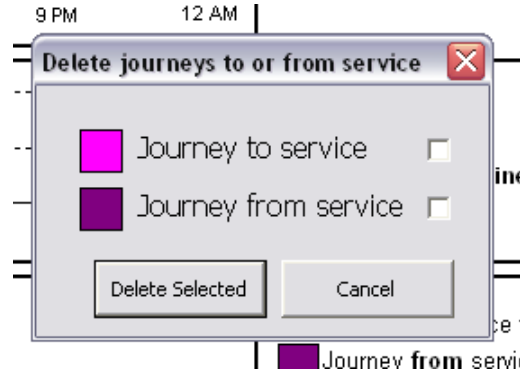 9 PM 12 AM
Delete journeys to or from service
Journey to service
Journey from service
Delete Selected Cancel
Journey from